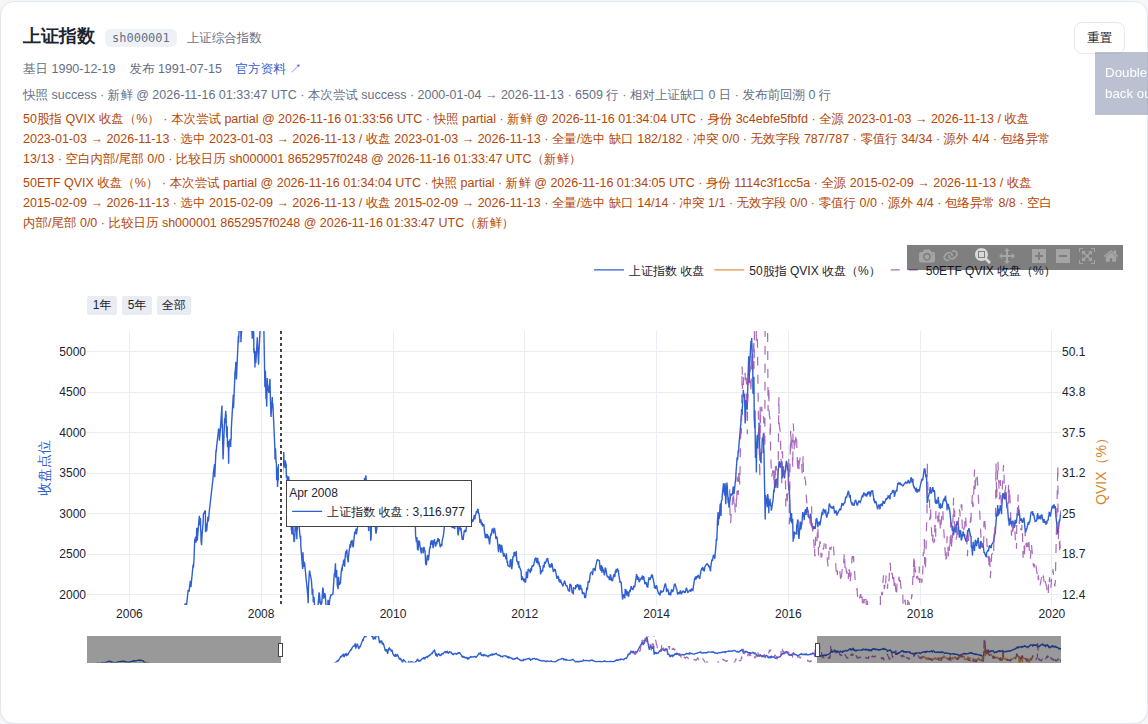 上证指数 sh000001 上证综合指数 重置
基日 1990-12-19 发布 1991-07-15 官方资料 ↗
Double
back ou
快照 success · 新鲜 @ 2026-11-16 01:33:47 UTC · 本次尝试 success · 2000-01-04 → 2026-11-13 · 6509 行 · 相对上证缺口 0 日 · 发布前回溯 0 行
50股指 QVIX 收盘（%） · 本次尝试 partial @ 2026-11-16 01:33:56 UTC · 快照 partial · 新鲜 @ 2026-11-16 01:34:04 UTC · 身份 3c4ebfe5fbfd · 全源 2023-01-03 → 2026-11-13 / 收盘
2023-01-03 → 2026-11-13 · 选中 2023-01-03 → 2026-11-13 / 收盘 2023-01-03 → 2026-11-13 · 全量/选中 缺口 182/182 · 冲突 0/0 · 无效字段 787/787 · 零值行 34/34 · 源外 4/4 · 包络异常
13/13 · 空白内部/尾部 0/0 · 比较日历 sh000001 8652957f0248 @ 2026-11-16 01:33:47 UTC（新鲜）
50ETF QVIX 收盘（%） · 本次尝试 partial @ 2026-11-16 01:34:04 UTC · 快照 partial · 新鲜 @ 2026-11-16 01:34:05 UTC · 身份 1114c3f1cc5a · 全源 2015-02-09 → 2026-11-13 / 收盘
2015-02-09 → 2026-11-13 · 选中 2015-02-09 → 2026-11-13 / 收盘 2015-02-09 → 2026-11-13 · 全量/选中 缺口 14/14 · 冲突 1/1 · 无效字段 0/0 · 零值行 0/0 · 源外 4/4 · 包络异常 8/8 · 空白
内部/尾部 0/0 · 比较日历 sh000001 8652957f0248 @ 2026-11-16 01:33:47 UTC（新鲜）
上证指数 收盘 50股指 QVIX 收盘（%） 50ETF QVIX 收盘（%）
1年 5年 全部
5000 50.1
4500 43.8
4000 37.5
3500 31.2
3000 25
2500 18.7
2000 12.4
收盘点位
QVIX（%）
Apr 2008
上证指数 收盘 : 3,116.977
2006 2008 2010 2012 2014 2016 2018 2020